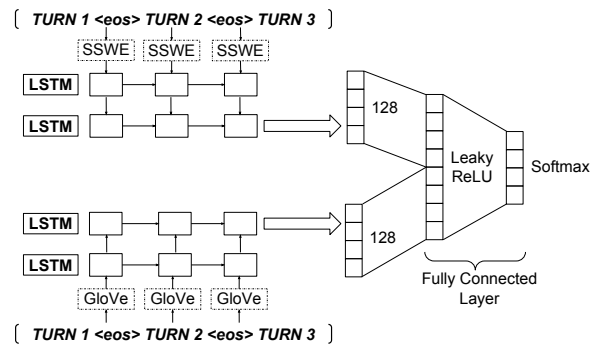 ( TURN 1 <eos> TURN 2 <eos> TURN 3 )
SSWE SSWE SSWE
LSTM
LSTM
128
Leaky
ReLU
Softmax
LSTM
128
LSTM
Fully Connected
Layer
GloVe GloVe GloVe
( TURN 1 <eos> TURN 2 <eos> TURN 3 )